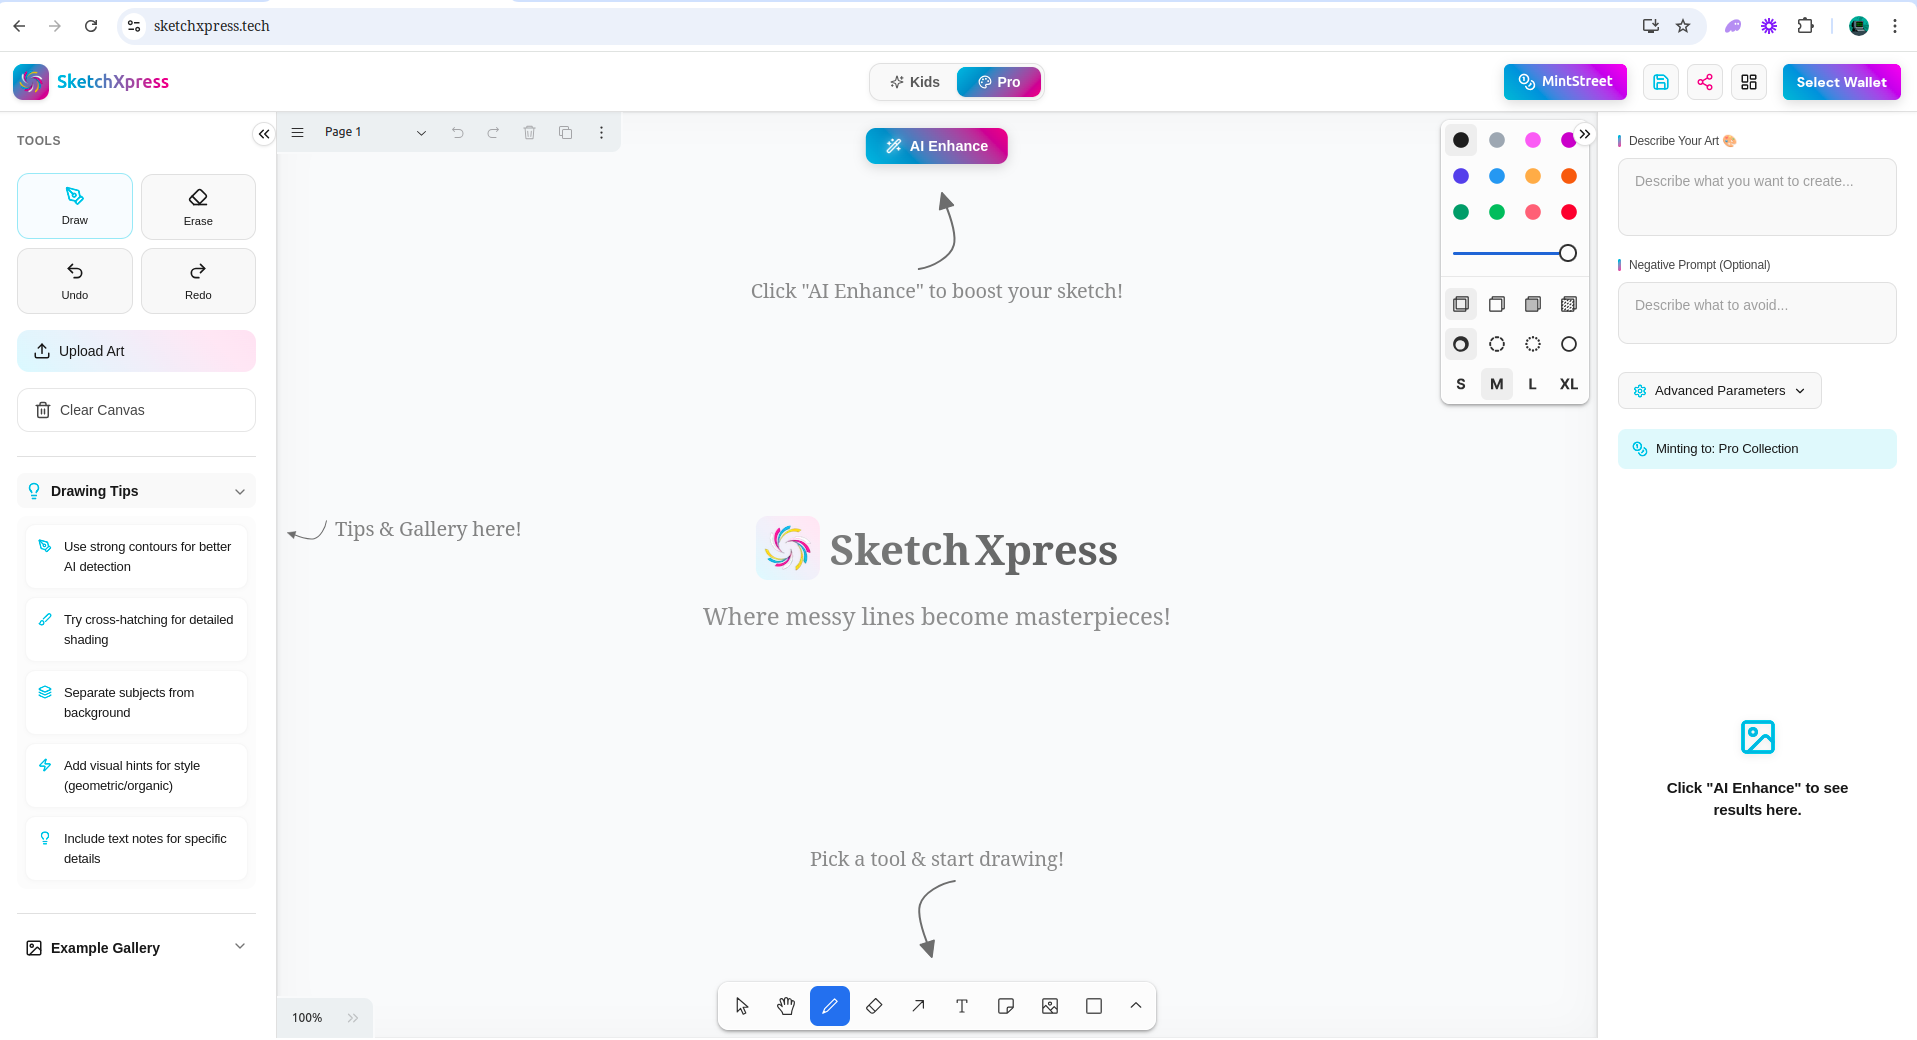 sketchxpress.tech
SketchXpress
Kids
Pro
MintStreet
Select Wallet
TOOLS
Draw
Erase
Undo
Redo
Upload Art
Clear Canvas
Drawing Tips
Use strong contours for better
AI detection
Try cross-hatching for detailed
shading
Separate subjects from
background
Add visual hints for style
(geometric/organic)
Include text notes for specific
details
Example Gallery
Page 1
AI Enhance
Click "AI Enhance" to boost your sketch!
Tips & Gallery here!
SketchXpress
Where messy lines become masterpieces!
Pick a tool & start drawing!
100%
S M L XL
Describe Your Art 🎨
Describe what you want to create...
Negative Prompt (Optional)
Describe what to avoid...
Advanced Parameters
Minting to: Pro Collection
Click "AI Enhance" to see
results here.